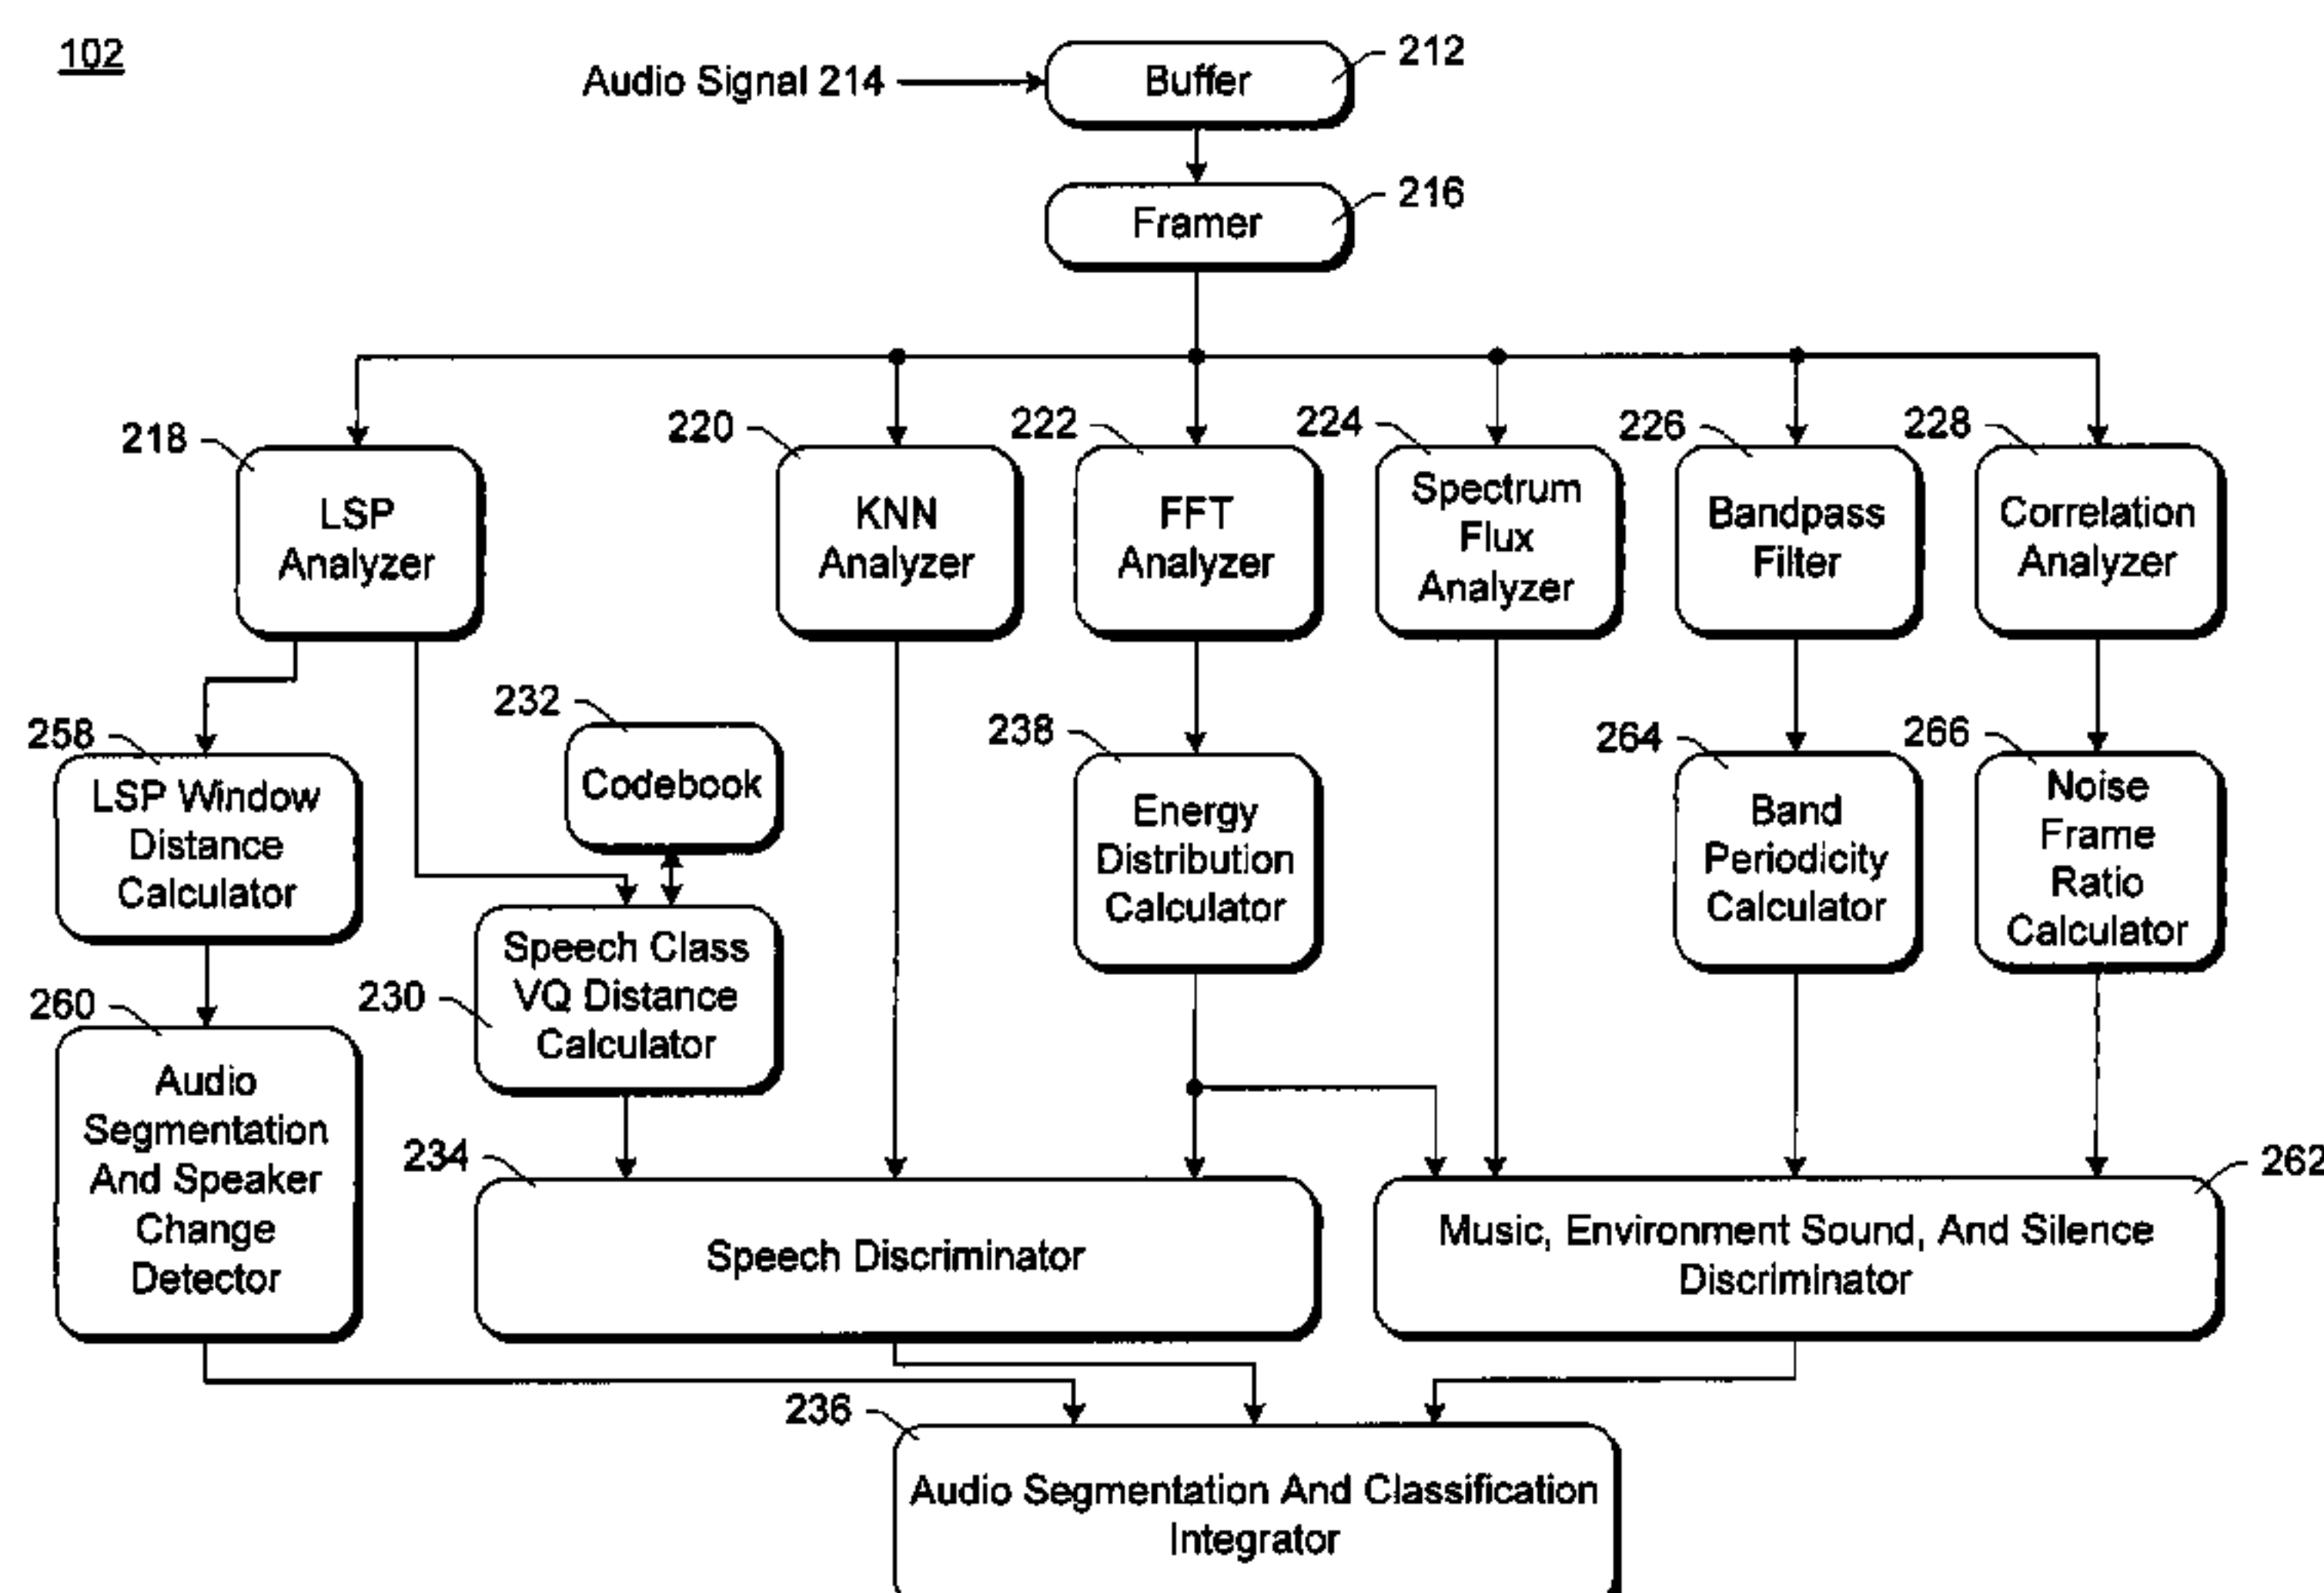 102
Audio Signal 214
Buffer
212
Framer
216
218
220
222
224
226
228
LSP
Analyzer
KNN
Analyzer
FFT
Analyzer
Spectrum
Flux
Analyzer
Bandpass
Filter
Correlation
Analyzer
258
232
238
264
266
LSP Window
Distance
Calculator
Codebook
Energy
Distribution
Calculator
Band
Periodicity
Calculator
Noise
Frame
Ratio
Calculator
260
230
Speech Class
VQ Distance
Calculator
Audio
Segmentation
And Speaker
Change
Detector
234
Speech Discriminator
262
Music, Environment Sound, And Silence
Discriminator
236
Audio Segmentation And Classification
Integrator